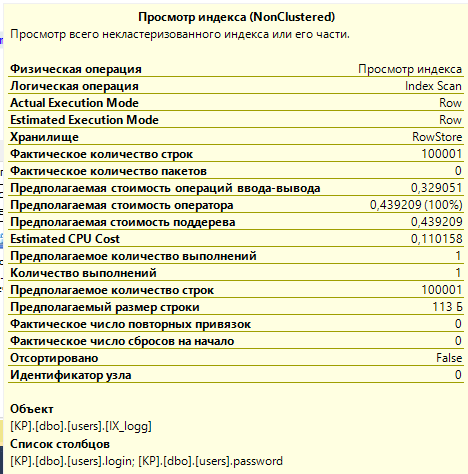 Просмотр индекса (NonClustered)
Просмотр всего некластеризованного индекса или его части.
Физическая операция Просмотр индекса
Логическая операция Index Scan
Actual Execution Mode Row
Estimated Execution Mode Row
Хранилище RowStore
Фактическое количество строк 100001
Фактическое количество пакетов 0
Предполагаемая стоимость операций ввода-вывода 0,329051
Предполагаемая стоимость оператора 0,439209 (100%)
Предполагаемая стоимость поддерева 0,439209
Estimated CPU Cost 0,110158
Предполагаемое количество выполнений 1
Количество выполнений 1
Предполагаемое количество строк 100001
Предполагаемый размер строки 113 Б
Фактическое число повторных привязок 0
Фактическое число сбросов на начало 0
Отсортировано False
Идентификатор узла 0
Объект
[KP].[dbo].[users].[IX_logg]
Список столбцов
[KP].[dbo].[users].login; [KP].[dbo].[users].password